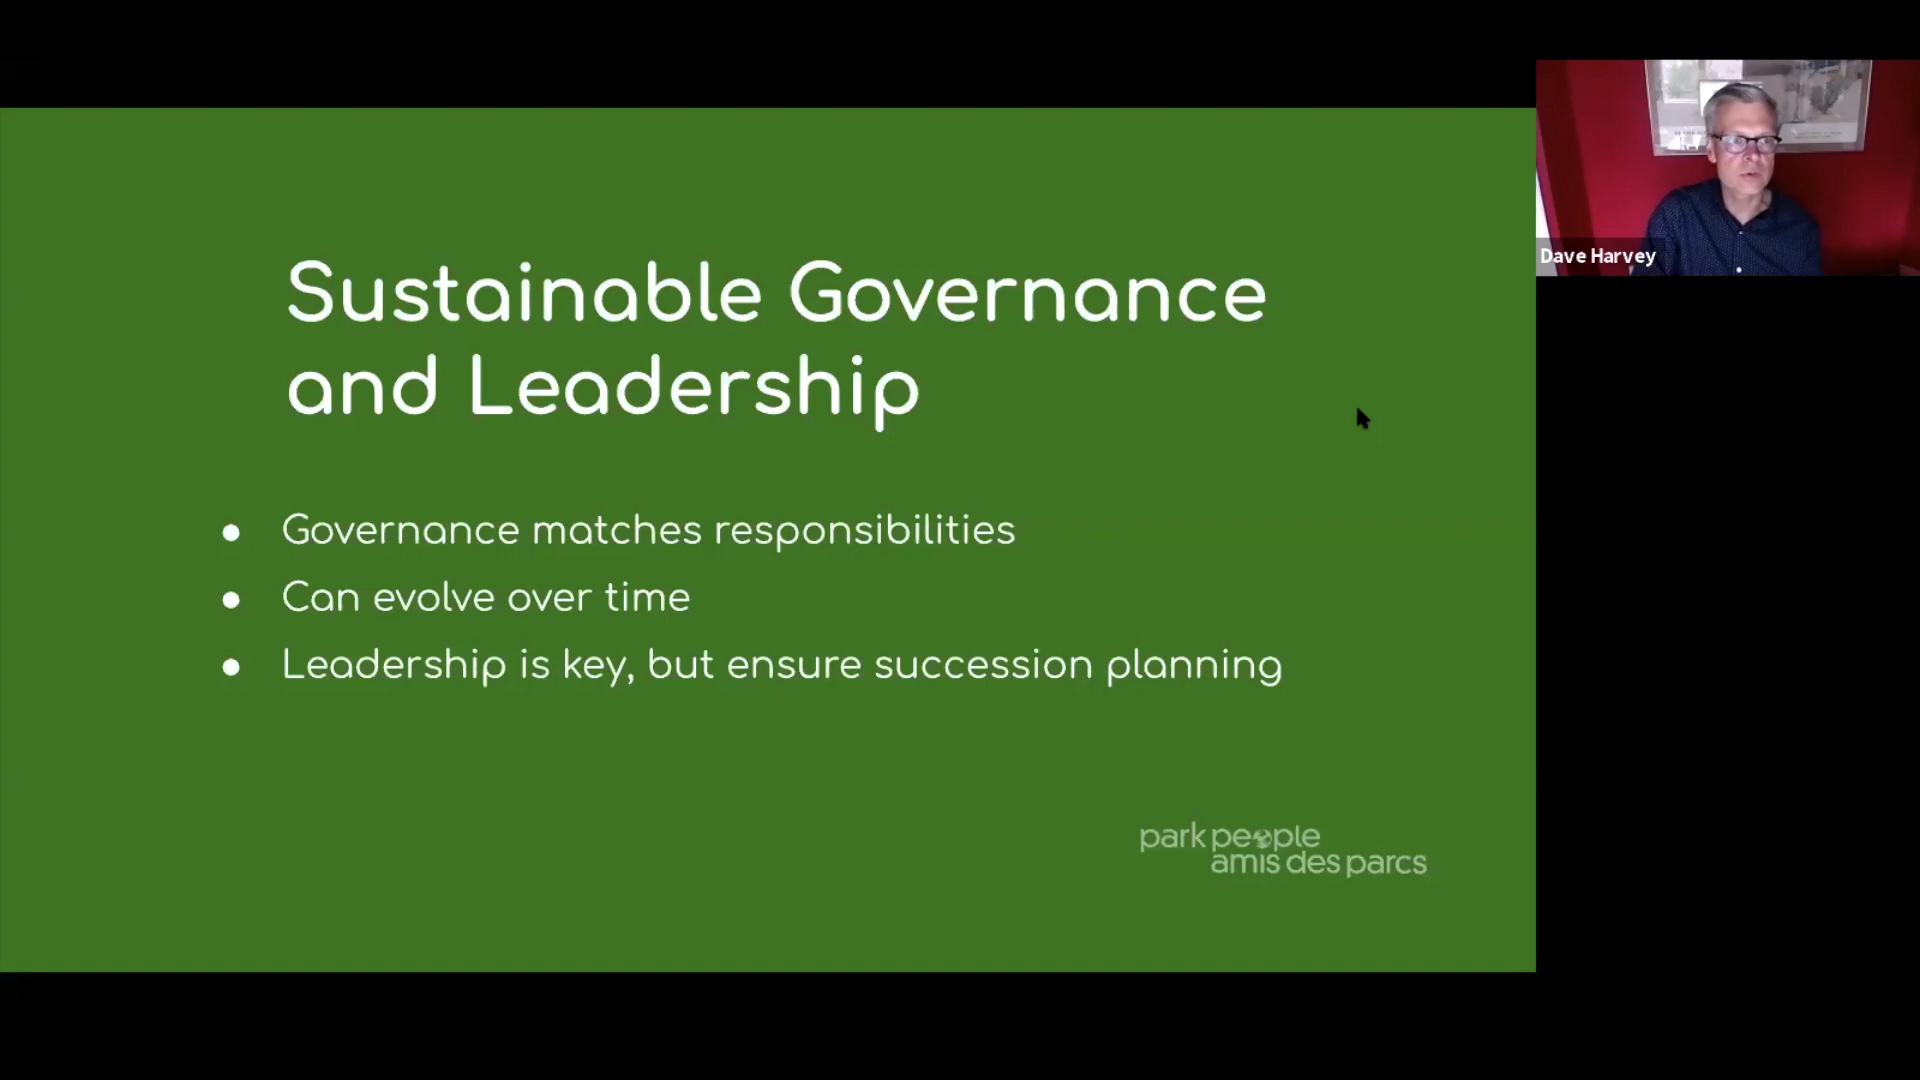 Sustainable Governance
and Leadership
● Governance matches responsibilities
● Can evolve over time
● Leadership is key, but ensure succession planning
park people
amis des parcs
Dave Harvey